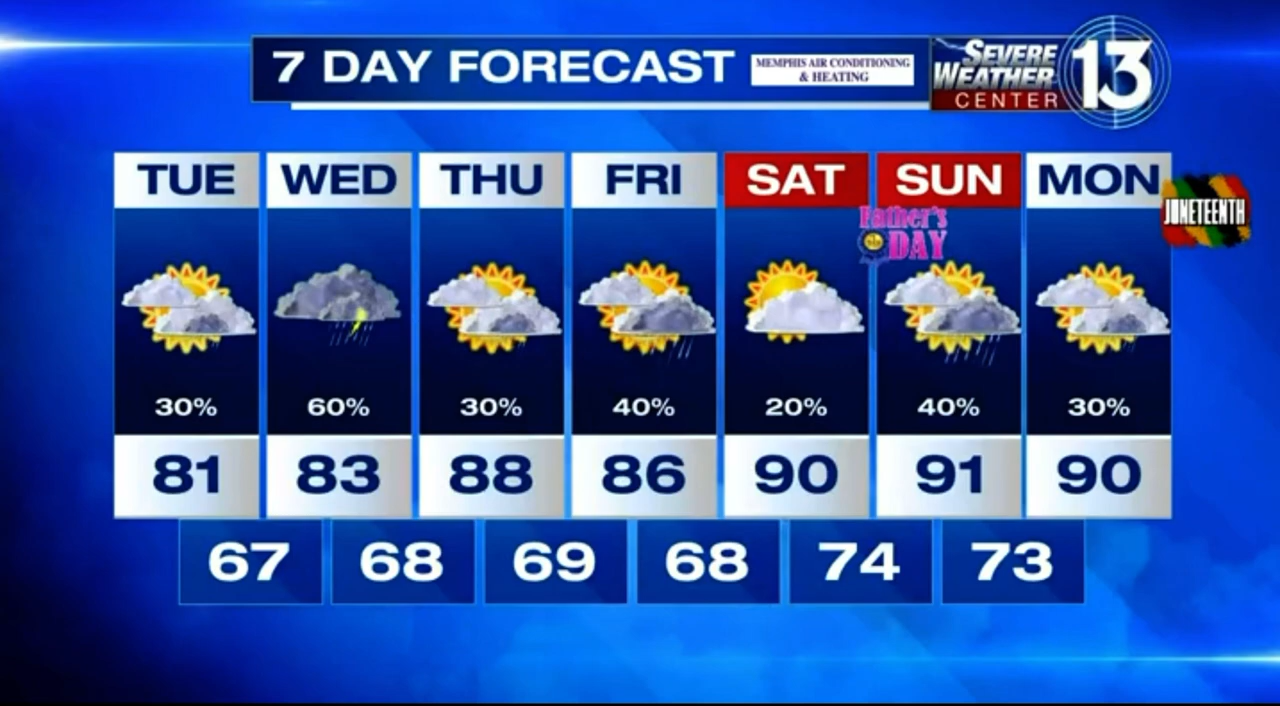 7 DAY FORECAST
MEMPHIS AIR CONDITIONING
& HEATING
SEVERE
WEATHER
CENTER
13
TUE WED THU FRI SAT SUN MON
JUNETEENTH
Father's
DAY
30% 60% 30% 40% 20% 40% 30%
81 83 88 86 90 91 90
67 68 69 68 74 73